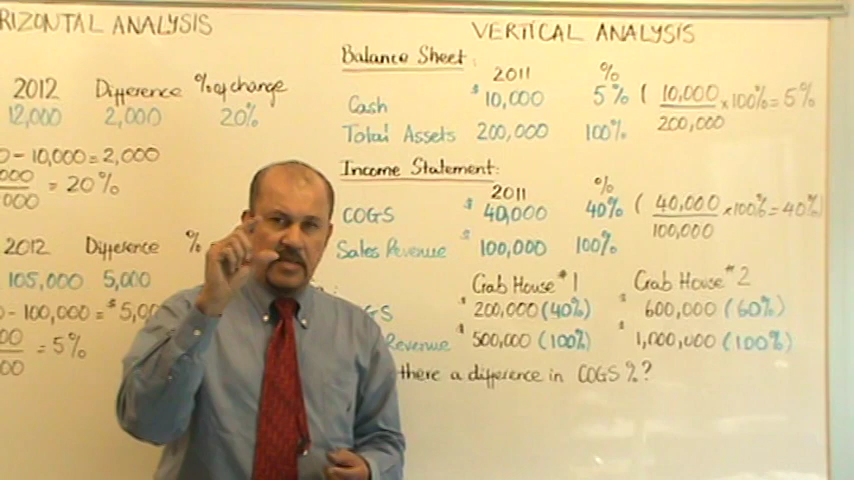 RIZONTAL ANALYSIS
2012 Difference % of change
12,000 2,000 20%
0 - 10,000 = 2,000
000
000 = 20%
2012 Difference %
105,000 5,000
0 - 100,000 = $ 5,00
00
00 = 5%
VERTICAL ANALYSIS
Balance Sheet:
2011 %
Cash $ 10,000 5% ( 10,000 / 200,000 x 100% = 5%
Total Assets 200,000 100%
Income Statement:
2011 %
COGS $ 40,000 40% ( 40,000 / 100,000 x 100% = 40%)
Sales Revenue $ 100,000 100%
Crab House #1 Crab House #2
GS $ 200,000 (40%) $ 600,000 (60%)
Revenue $ 500,000 (100%) $ 1,000,000 (100%)
there a difference in COGS %?